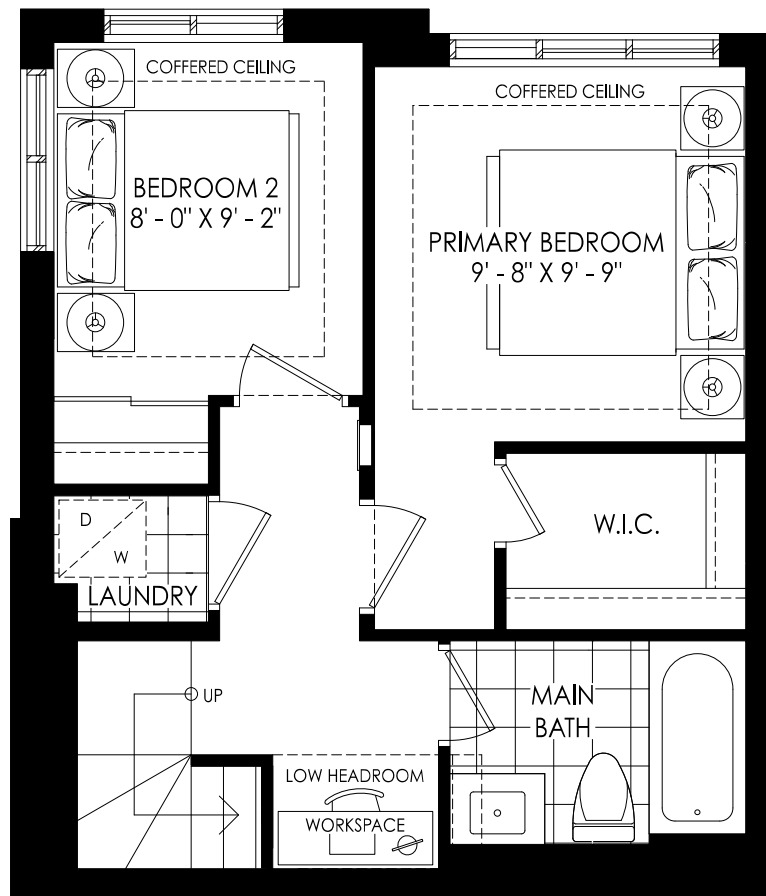 COFFERED CEILING
BEDROOM 2
8' - 0" X 9' - 2"
COFFERED CEILING
PRIMARY BEDROOM
9' - 8" X 9' - 9"
D
W
LAUNDRY
W.I.C.
UP
MAIN
BATH
LOW HEADROOM
WORKSPACE